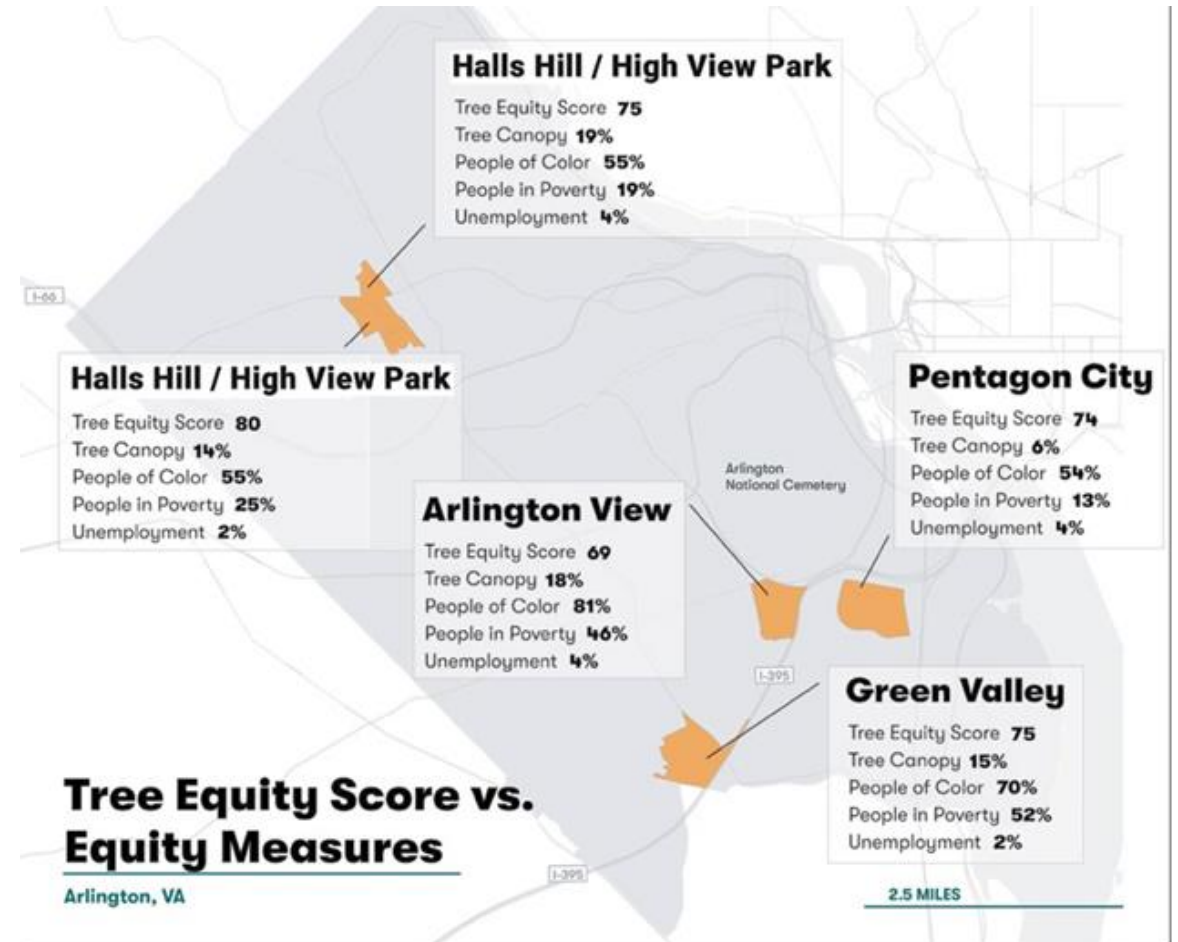 Halls Hill / High View Park
Tree Equity Score 75
Tree Canopy 19%
People of Color 55%
People in Poverty 19%
Unemployment 4%
I-66
Halls Hill / High View Park
Tree Equity Score 80
Tree Canopy 14%
People of Color 55%
People in Poverty 25%
Unemployment 2%
Pentagon City
Tree Equity Score 74
Tree Canopy 6%
People of Color 54%
People in Poverty 13%
Unemployment 4%
Arlington
National Cemetery
Arlington View
Tree Equity Score 69
Tree Canopy 18%
People of Color 81%
People in Poverty 46%
Unemployment 4%
I-395
Green Valley
Tree Equity Score 75
Tree Canopy 15%
People of Color 70%
People in Poverty 52%
Unemployment 2%
Tree Equity Score vs.
Equity Measures
Arlington, VA
I-395
2.5 MILES